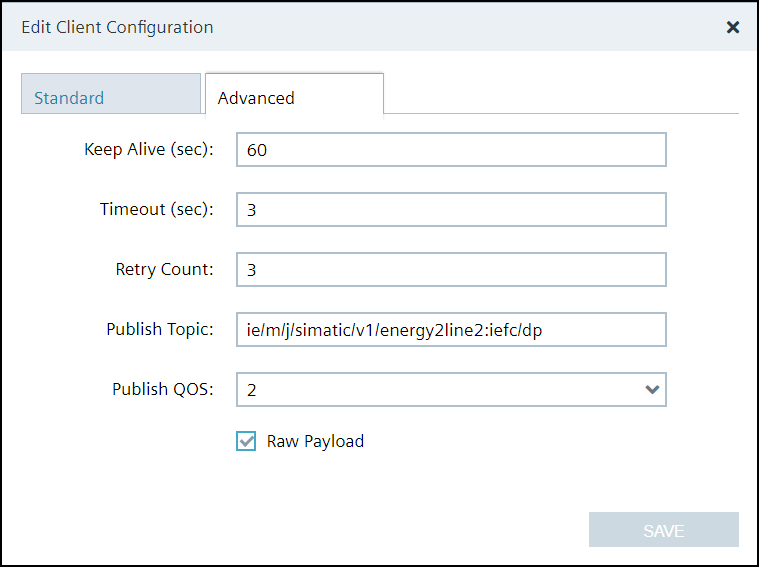 Edit Client Configuration
Standard
Advanced
Keep Alive (sec): 60
Timeout (sec): 3
Retry Count: 3
Publish Topic: ie/m/j/simatic/v1/energy2line2:iefc/dp
Publish QOS: 2
Raw Payload
SAVE